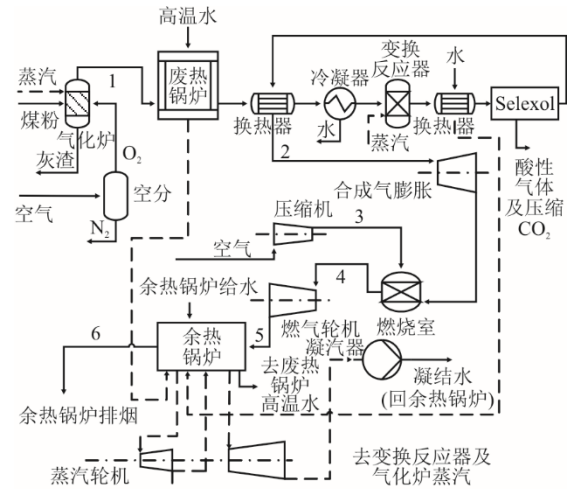 高温水
蒸汽
煤粉
1
气化炉
灰渣
O₂
空气
空分
N₂
废热
锅炉
换热器
冷凝器
水
变换
反应器
蒸汽
水
换热器
Selexol
酸性
气体
及压缩
CO₂
2
合成气膨胀
压缩机
3
空气
4
燃烧室
余热锅炉给水
燃气轮机
5
余热
锅炉
6
余热锅炉排烟
去废热
锅炉
高温水
凝汽器
凝结水
(回余热锅炉)
蒸汽轮机
去变换反应器及
气化炉蒸汽